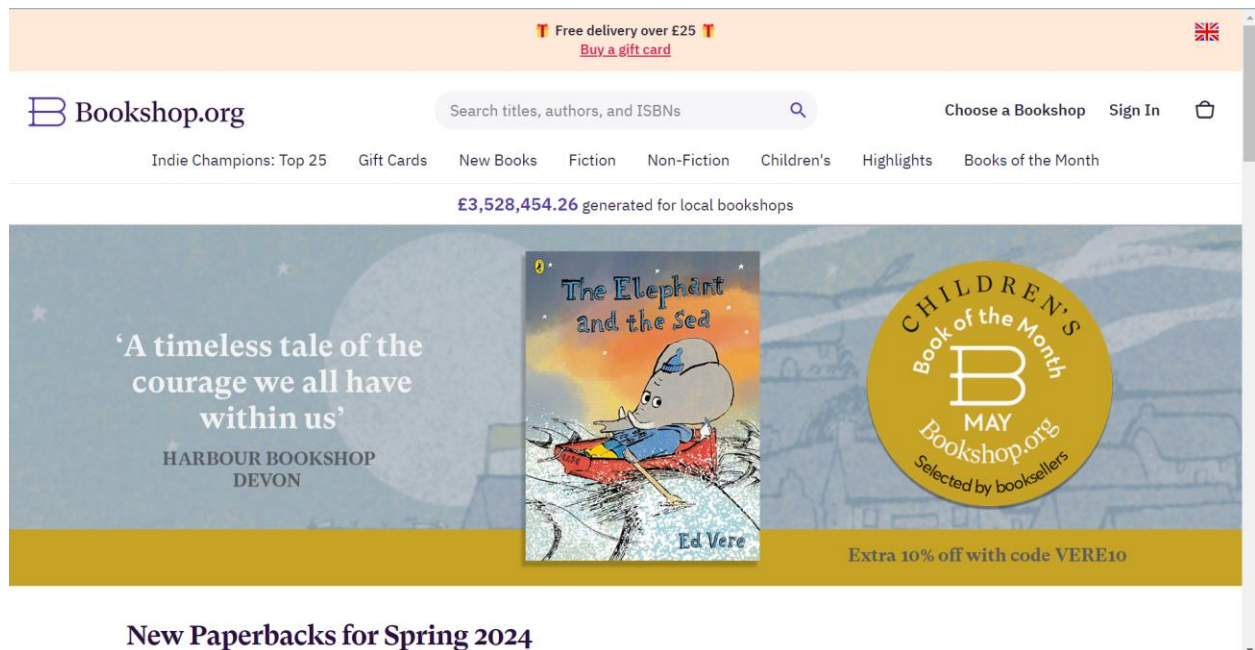 Free delivery over £25
Buy a gift card
Bookshop.org
Search titles, authors, and ISBNs
Choose a Bookshop
Sign In
Indie Champions: Top 25
Gift Cards
New Books
Fiction
Non-Fiction
Children's
Highlights
Books of the Month
£3,528,454.26 generated for local bookshops
‘A timeless tale of the
courage we all have
within us’
HARBOUR BOOKSHOP
DEVON
The Elephant
and the Sea
Ed Vere
CHILDREN'S
Book of the Month
B
MAY
Bookshop.org
Selected by booksellers
Extra 10% off with code VERE10
New Paperbacks for Spring 2024